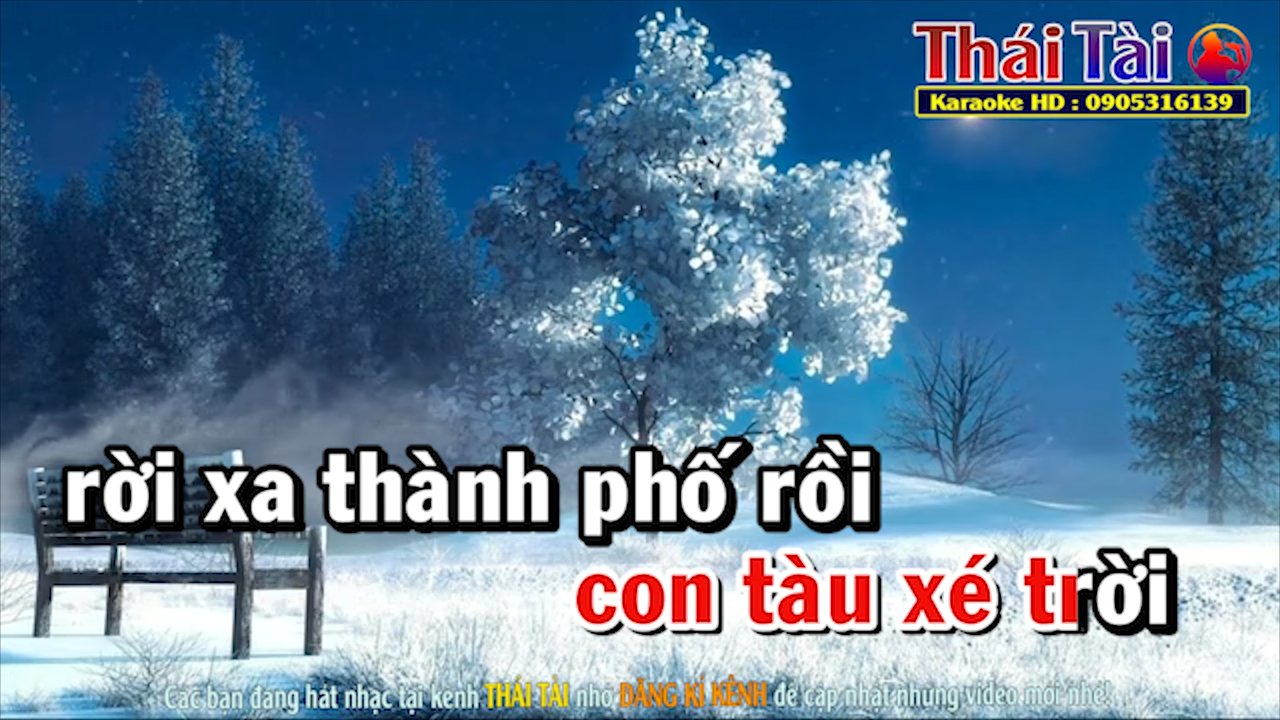 Thái Tài
Karaoke HD : 0905316139
rời xa thành phố rồi
con tàu xé trời
Các bạn đang hát nhạc tại kênh THÁI TÀI nhớ ĐĂNG KÍ KÊNH để cập nhật những video mới nhé!